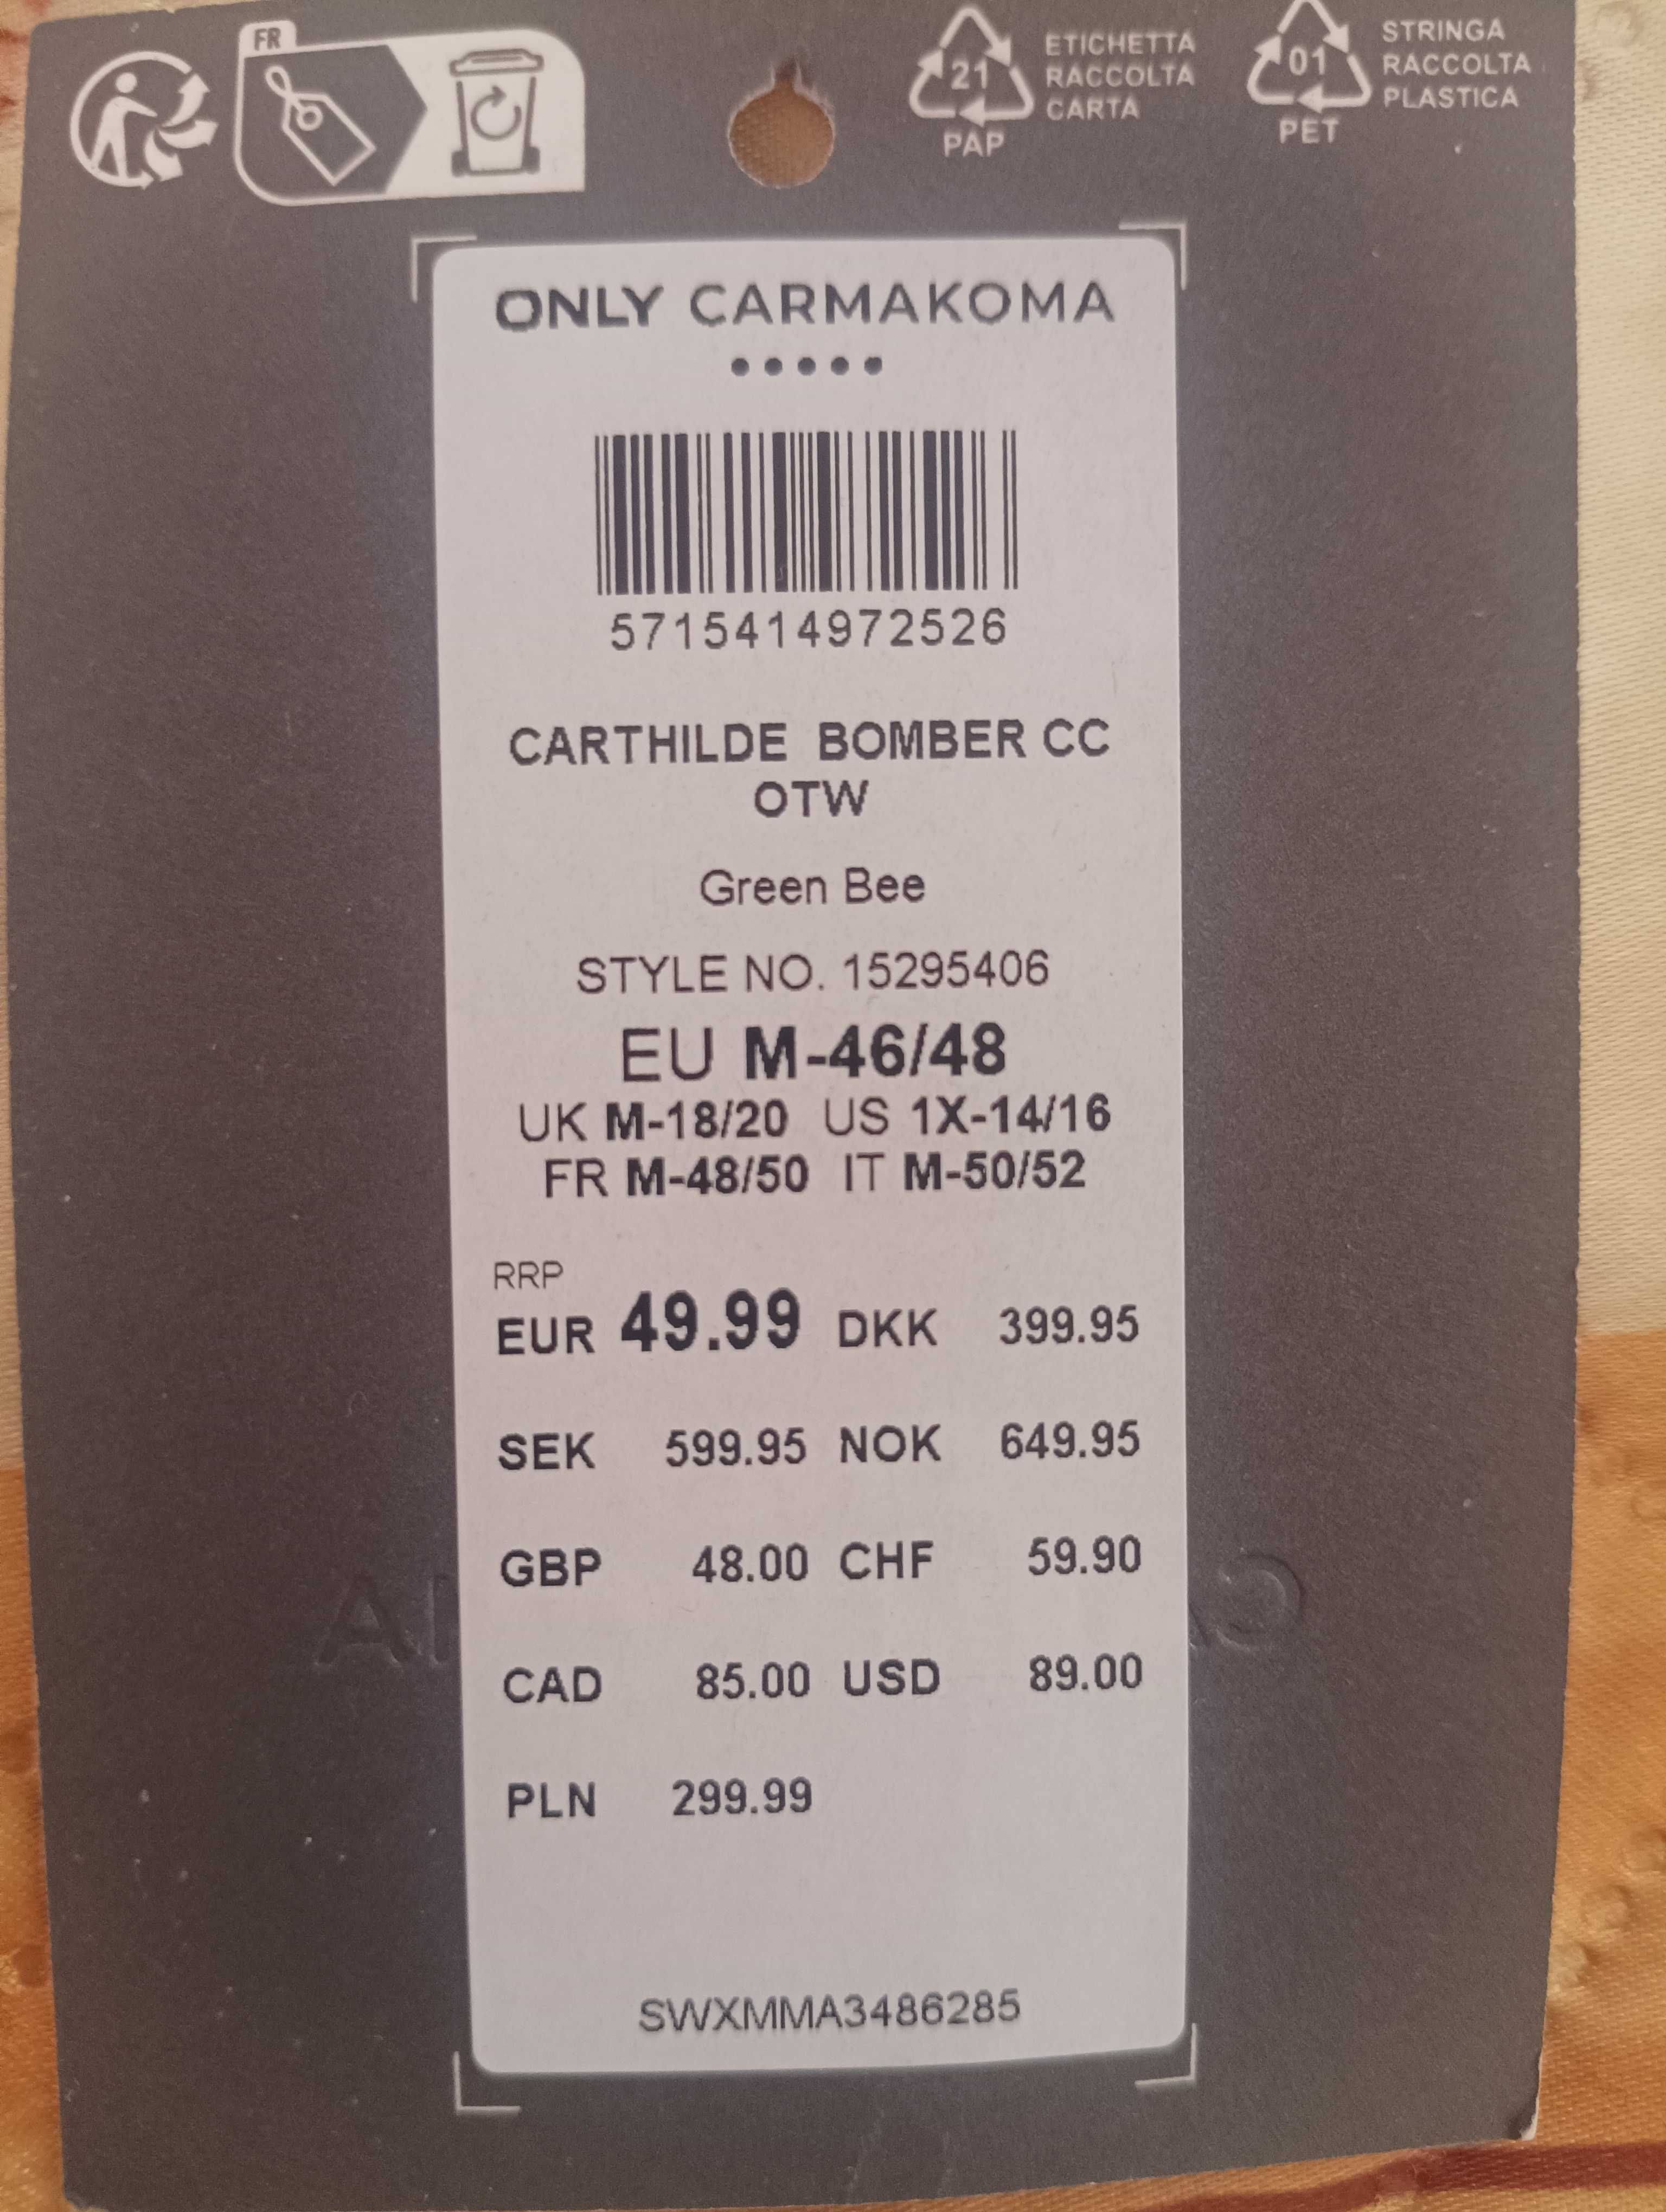 FR
21
PAP
ETICHETTA
RACCOLTA
CARTA
01
PET
STRINGA
RACCOLTA
PLASTICA
ONLY CARMAKOMA
5715414972526
CARTHILDE BOMBER CC
OTW
Green Bee
STYLE NO. 15295406
EU M-46/48
UK M-18/20 US 1X-14/16
FR M-48/50 IT M-50/52
RRP
EUR 49.99 DKK 399.95
SEK 599.95 NOK 649.95
GBP 48.00 CHF 59.90
CAD 85.00 USD 89.00
PLN 299.99
SWXMMA3486285